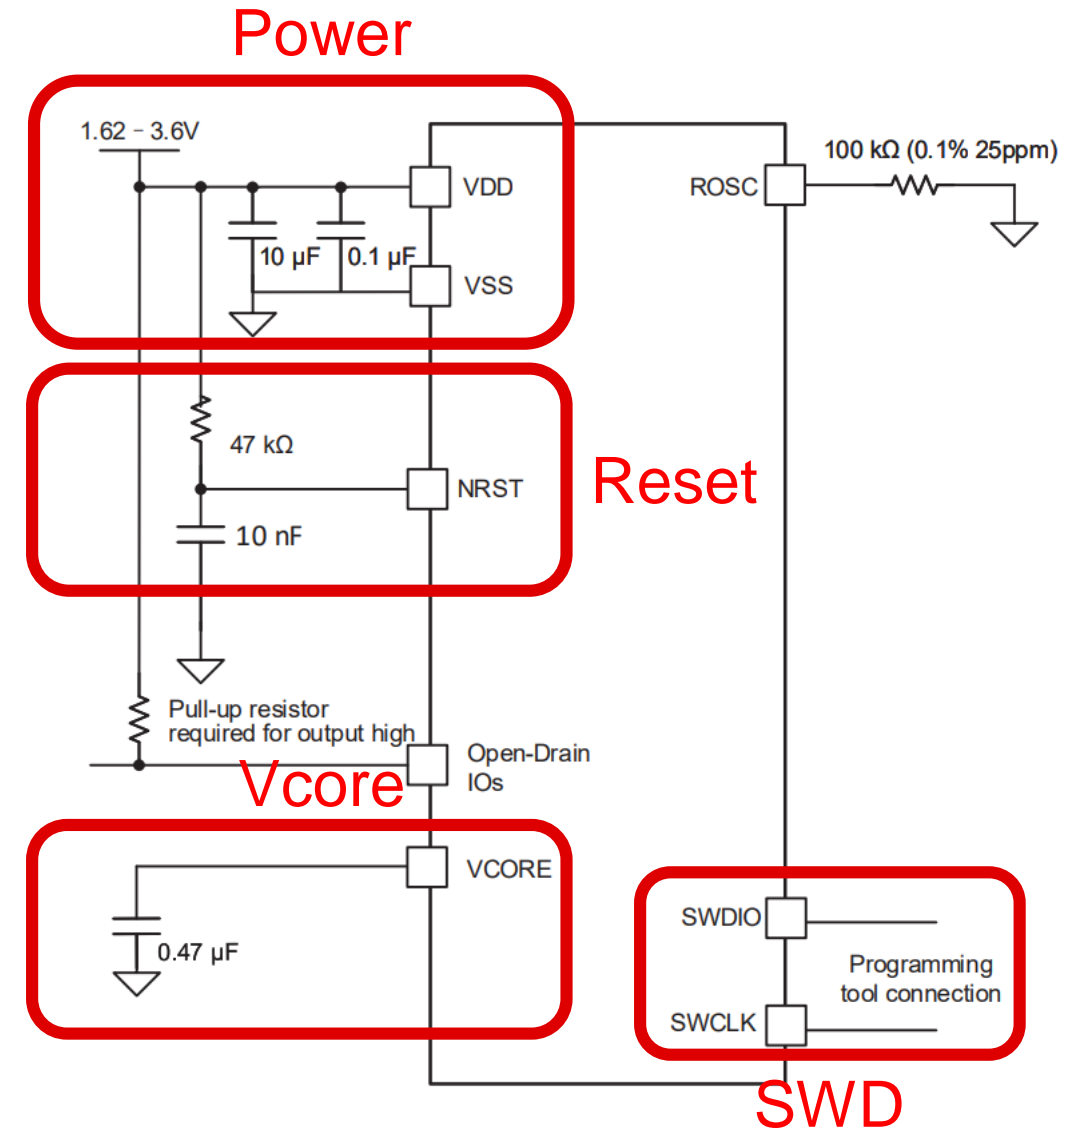 Power
1.62 – 3.6V
VDD
10 µF
0.1 µF
VSS
ROSC
100 kΩ (0.1% 25ppm)
47 kΩ
NRST
10 nF
Reset
Pull-up resistor
required for output high
Open-Drain
IOs
Vcore
VCORE
0.47 µF
SWDIO
Programming
tool connection
SWCLK
SWD